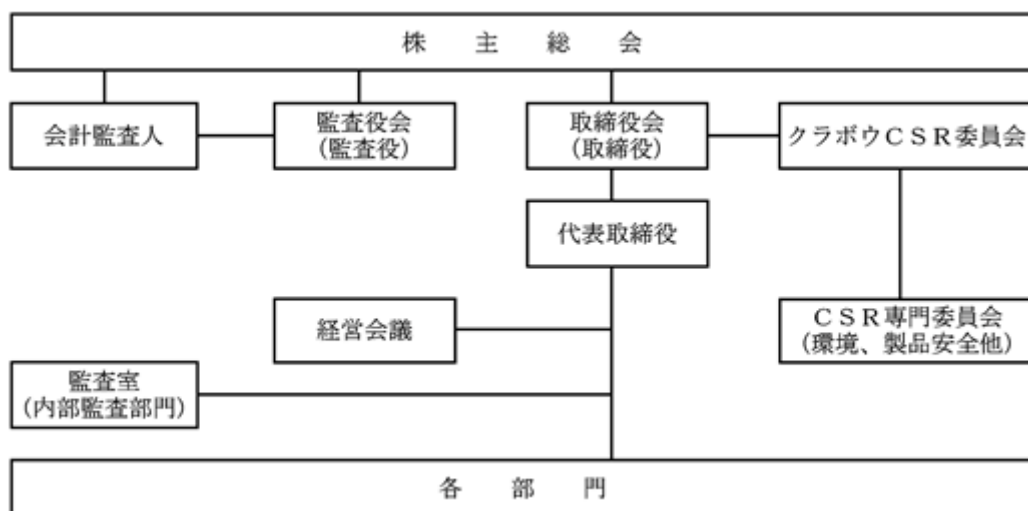 株主総会
会計監査人
監査役会
(監査役)
取締役会
(取締役)
クラボウCSR委員会
代表取締役
経営会議
CSR専門委員会
(環境、製品安全他)
監査室
(内部監査部門)
各部門